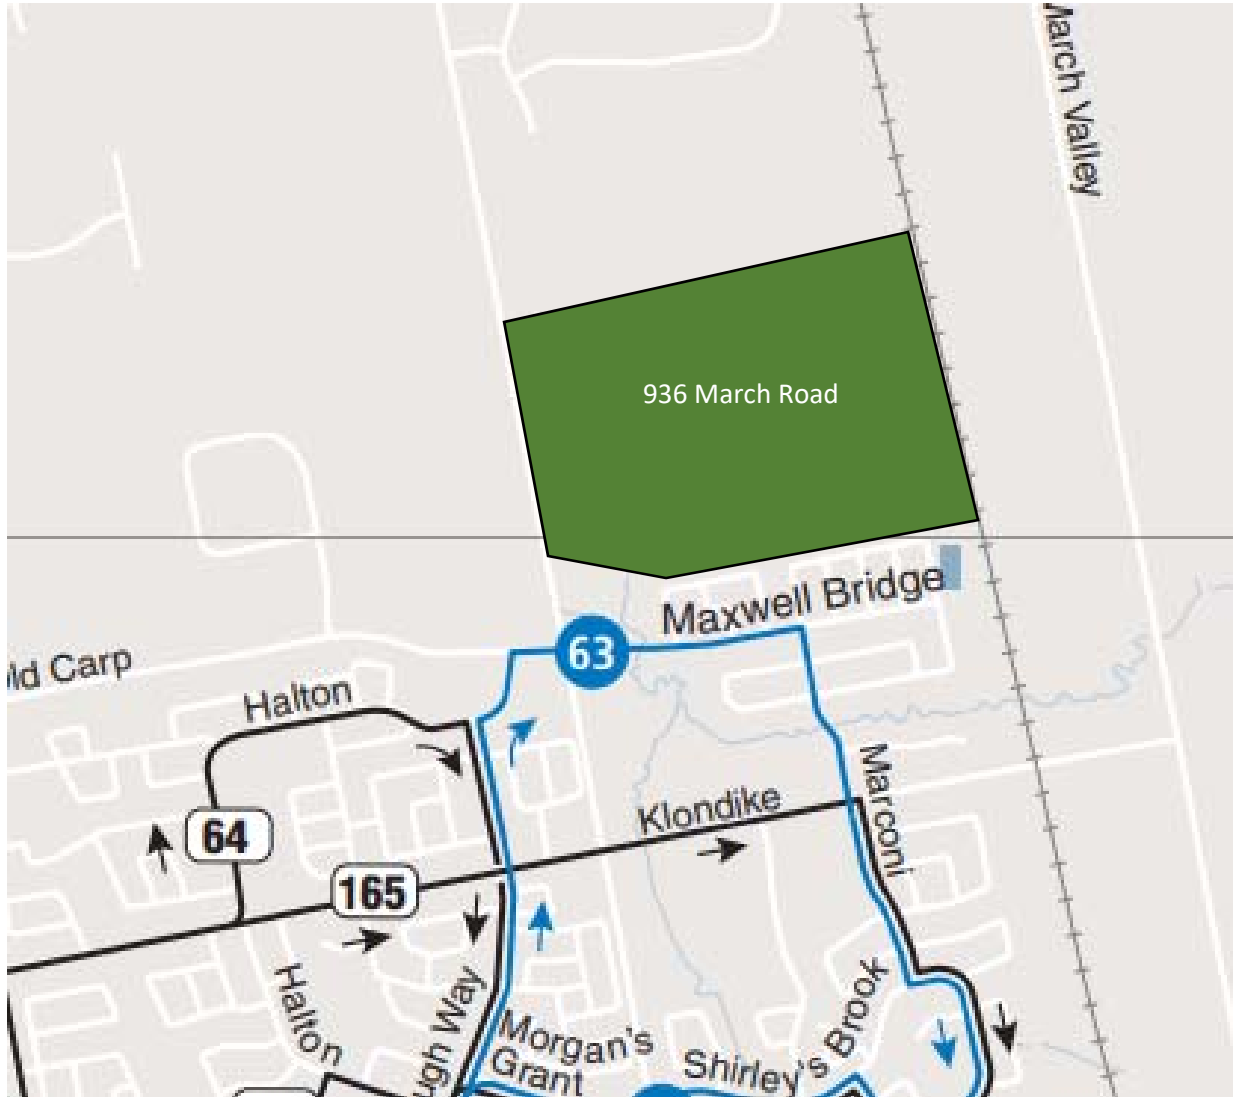 March Valley
936 March Road
Maxwell Bridge
63
ld Carp
Halton
64
165
Klondike
Marconi
Halton
ugh Way
Morgan's
Grant
Shirley's Brook